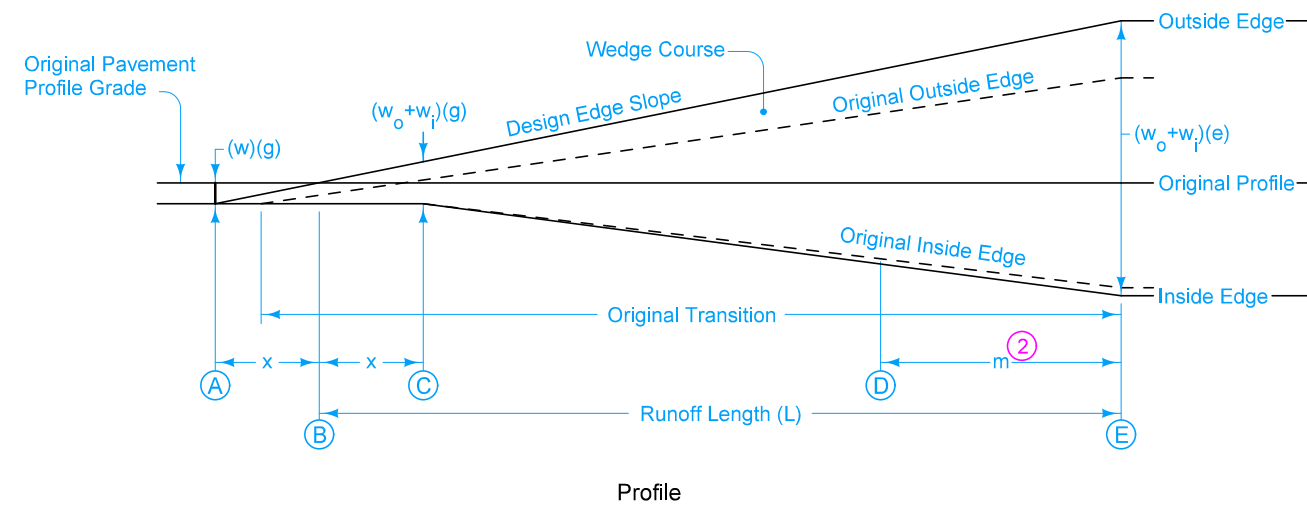 Outside Edge
Wedge Course
Original Pavement
Profile Grade
Original Outside Edge
Design Edge Slope
(wo+wi)(g)
(w)(g)
(wo+wi)(e)
Original Profile
Original Inside Edge
Inside Edge
Original Transition
2
x
x
m
A
C
D
Runoff Length (L)
B
E
Profile